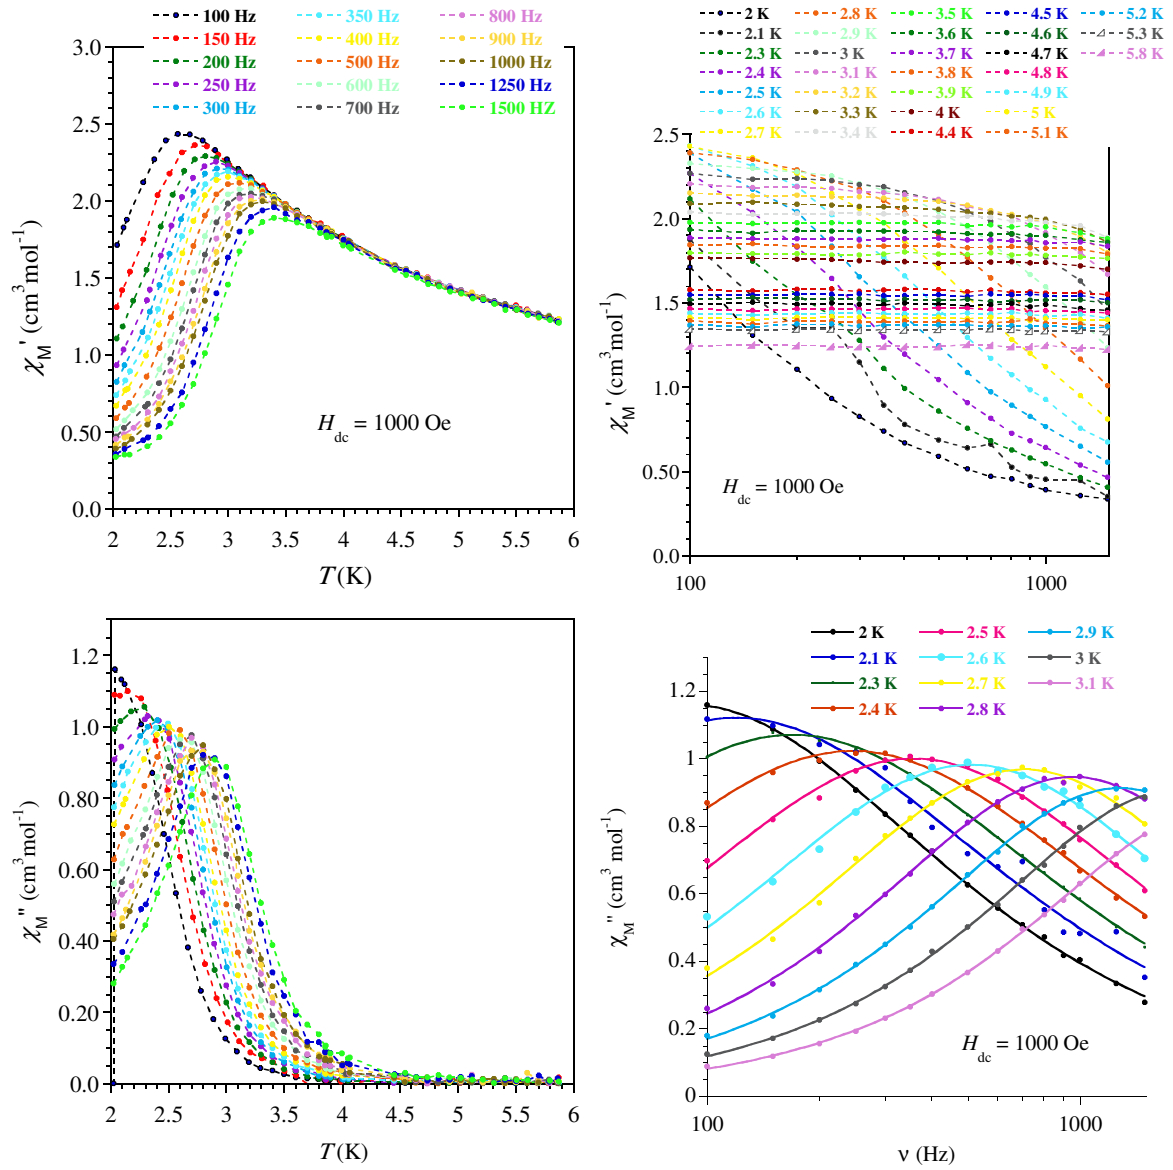 100 Hz 350 Hz 800 Hz
150 Hz 400 Hz 900 Hz
200 Hz 500 Hz 1000 Hz
250 Hz 600 Hz 1250 Hz
300 Hz 700 Hz 1500 HZ
3.0
2.5
2.0
1.5
1.0
0.50
0.0
χM' (cm³ mol⁻¹)
Hdc = 1000 Oe
2 2.5 3 3.5 4 4.5 5 5.5 6
T (K)
2 K 2.8 K 3.5 K 4.5 K 5.2 K
2.1 K 2.9 K 3.6 K 4.6 K 5.3 K
2.3 K 3 K 3.7 K 4.7 K 5.8 K
2.4 K 3.1 K 3.8 K 4.8 K
2.5 K 3.2 K 3.9 K 4.9 K
2.6 K 3.3 K 4 K 5 K
2.7 K 3.4 K 4.4 K 5.1 K
2.5
2.0
1.5
1.0
0.50
0.0
χM' (cm³ mol⁻¹)
Hdc = 1000 Oe
100 1000
1.2
1.0
0.80
0.60
0.40
0.20
0.0
χM'' (cm³ mol⁻¹)
2 2.5 3 3.5 4 4.5 5 5.5 6
T (K)
2 K 2.5 K 2.9 K
2.1 K 2.6 K 3 K
2.3 K 2.7 K 3.1 K
2.4 K 2.8 K
1.2
1
0.8
0.6
0.4
0.2
0
χM'' (cm³ mol⁻¹)
Hdc = 1000 Oe
100 1000
ν (Hz)